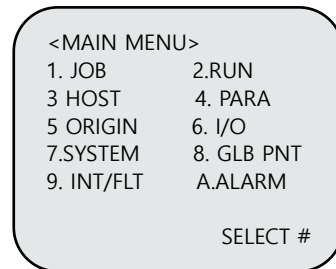 <MAIN MENU>
1. JOB 2.RUN
3 HOST 4. PARA
5 ORIGIN 6. I/O
7.SYSTEM 8. GLB PNT
9. INT/FLT A.ALARM
SELECT #